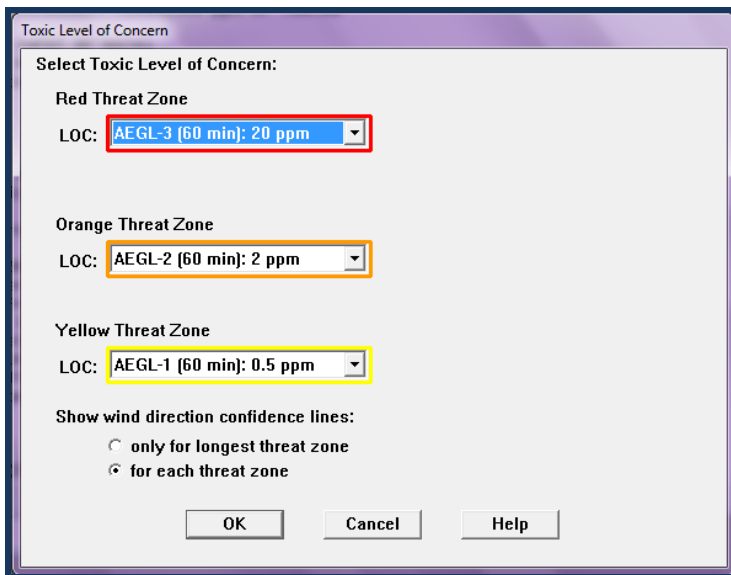 Toxic Level of Concern
Select Toxic Level of Concern:
Red Threat Zone
LOC: AEGL-3 (60 min): 20 ppm
Orange Threat Zone
LOC: AEGL-2 (60 min): 2 ppm
Yellow Threat Zone
LOC: AEGL-1 (60 min): 0.5 ppm
Show wind direction confidence lines:
only for longest threat zone
for each threat zone
OK Cancel Help